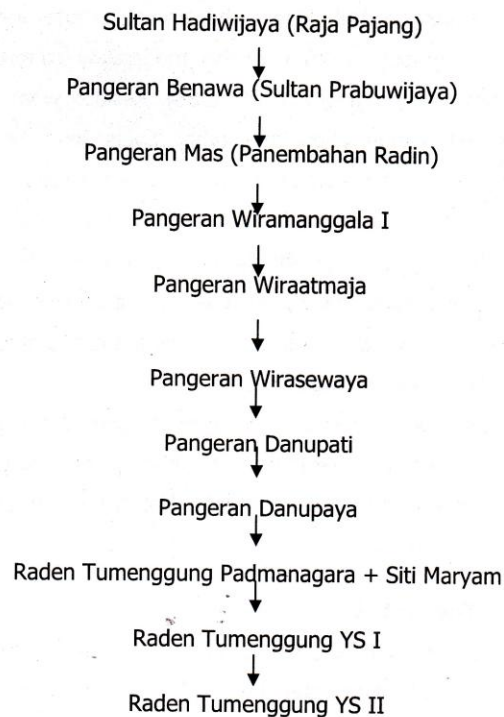 Sultan Hadiwijaya (Raja Pajang)
Pangeran Benawa (Sultan Prabuwijaya)
Pangeran Mas (Panembahan Radin)
Pangeran Wiramanggala I
Pangeran Wiraatmaja
Pangeran Wirasewaya
Pangeran Danupati
Pangeran Danupaya
Raden Tumenggung Padmanagara + Siti Maryam
Raden Tumenggung YS I
Raden Tumenggung YS II